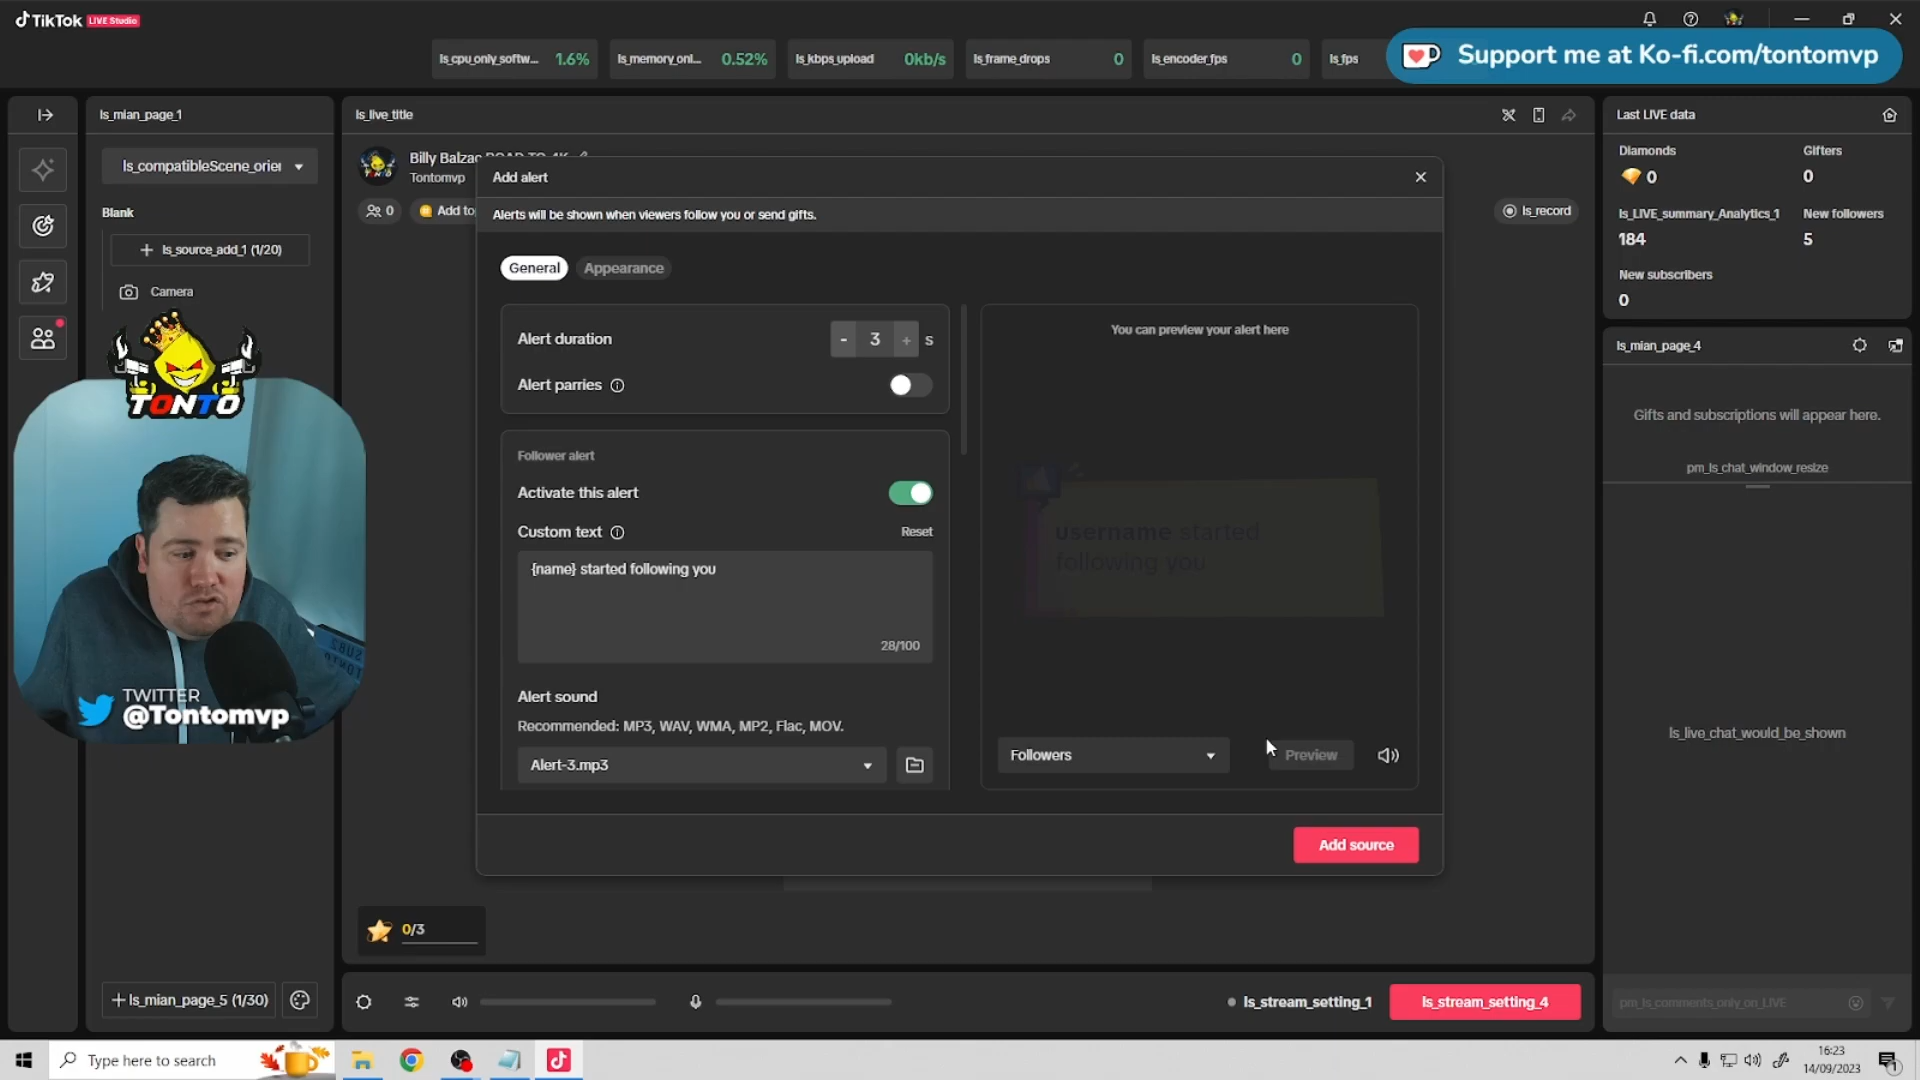 TikTok LIVE Studio
ls_cpu_only_softw... 1.6%
ls_memory_onl... 0.52%
ls_kbps_upload 0kb/s
ls_frame_drops 0
ls_encoder_fps 0
ls_fps
Support me at Ko-fi.com/tontomvp
ls_mian_page_1
ls_compatibleScene_orier
Blank
ls_source_add_1 (1/20)
Camera
TONTO
TWITTER
@Tontomvp
ls_mian_page_5 (1/30)
ls_live_title
Billy Balzac ROAD TO 4K
Tontomvp
0
Add to
ls_record
Add alert
Alerts will be shown when viewers follow you or send gifts.
General
Appearance
Alert duration
- 3 + s
Alert parries
Follower alert
Activate this alert
Custom text
Reset
{name} started following you
28/100
Alert sound
Recommended: MP3, WAV, WMA, MP2, Flac, MOV.
Alert-3.mp3
You can preview your alert here
username started
following you
Followers
Preview
Add source
0/3
ls_stream_setting_1
ls_stream_setting_4
Last LIVE data
Diamonds
Gifters
0
0
ls_LIVE_summary_Analytics_1
New followers
184
5
New subscribers
0
ls_mian_page_4
Gifts and subscriptions will appear here.
pm_ls_chat_window_resize
ls_live_chat_would_be_shown
pm_ls_comments_only_on_LIVE
Type here to search
16:23
14/09/2023
1